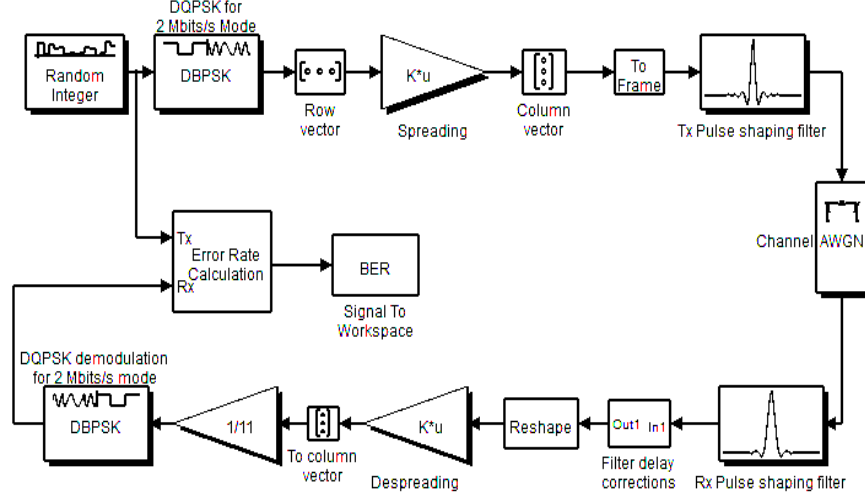 DQPSK for
2 Mbits/s Mode
Random
Integer
DBPSK
Row
vector
K*u
Spreading
Column
vector
To
Frame
Tx Pulse shaping filter
Channel
AWGN
Tx
Error Rate
Calculation
Rx
BER
Signal To
Workspace
DQPSK demodulation
for 2 Mbits/s mode
DBPSK
1/11
To column
vector
K*u
Despreading
Reshape
Out1 In1
Filter delay
corrections
Rx Pulse shaping filter